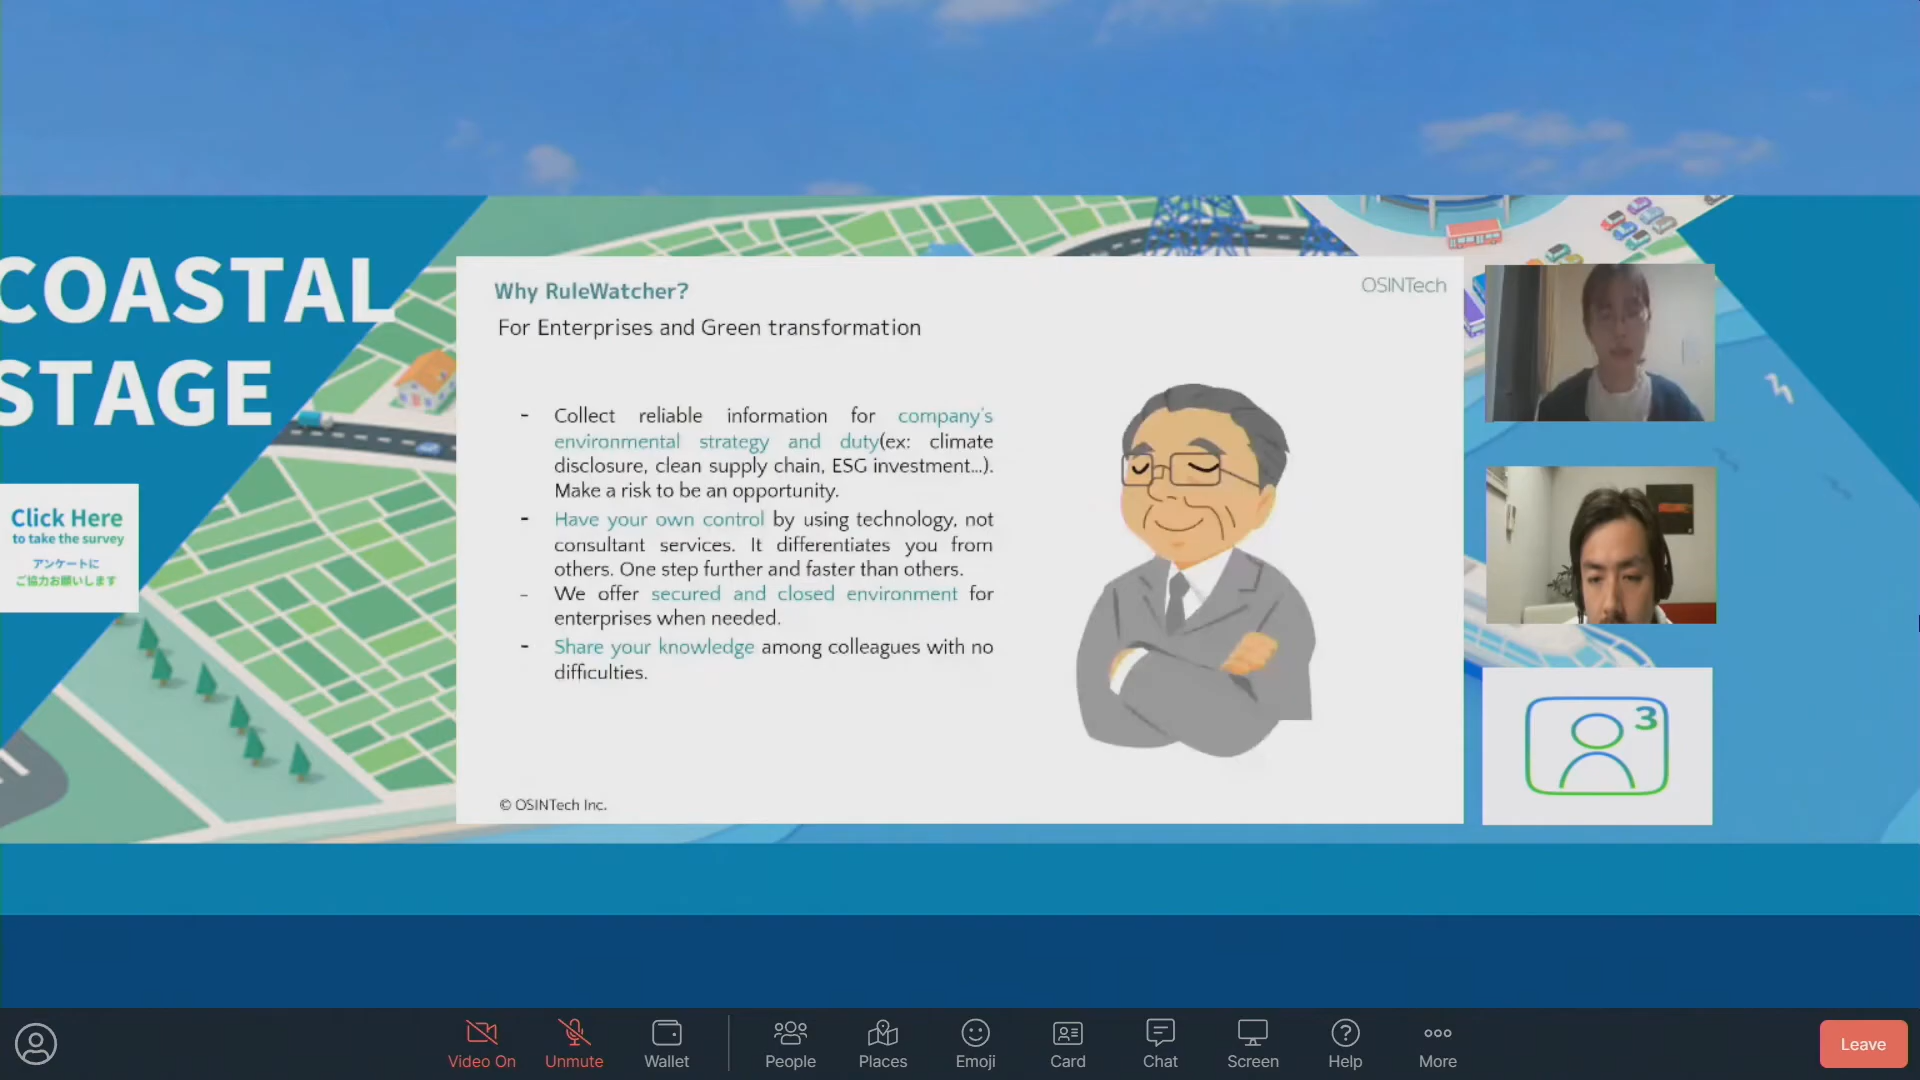 COASTAL
STAGE
Click Here
to take the survey
アンケートに
ご協力お願いします
Why RuleWatcher?
OSINTech
For Enterprises and Green transformation
- Collect reliable information for company's
environmental strategy and duty(ex: climate
disclosure, clean supply chain, ESG investment…).
Make a risk to be an opportunity.
- Have your own control by using technology, not
consultant services. It differentiates you from
others. One step further and faster than others.
- We offer secured and closed environment for
enterprises when needed.
- Share your knowledge among colleagues with no
difficulties.
© OSINTech Inc.
3
Video On
Unmute
Wallet
People
Places
Emoji
Card
Chat
Screen
Help
More
Leave